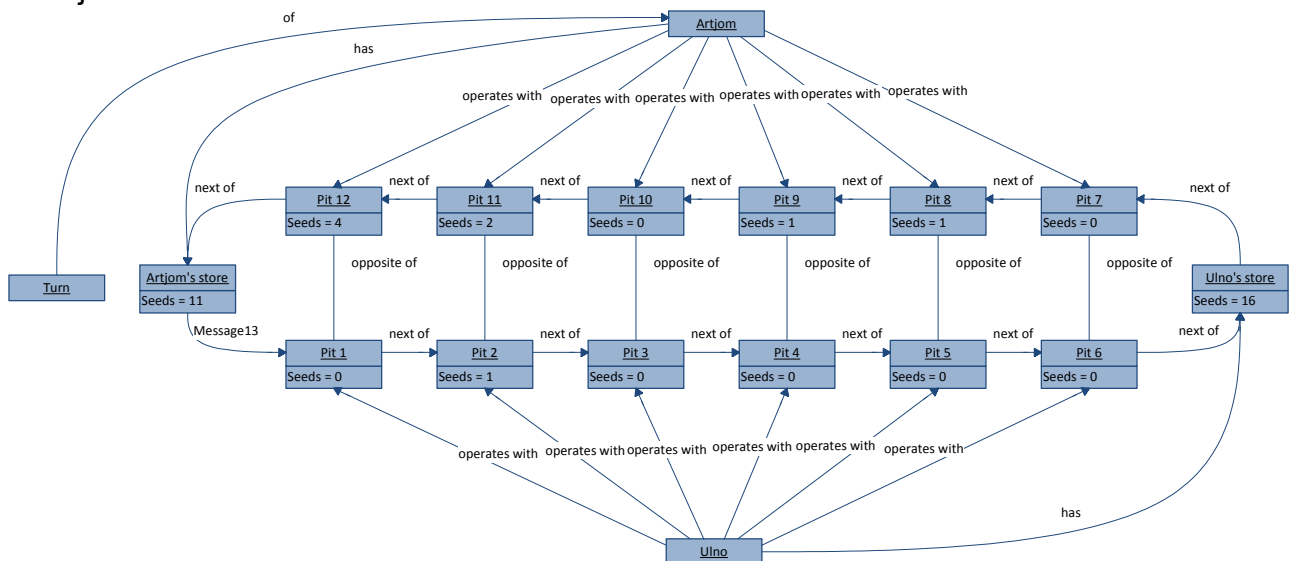 of
Artjom
has
operates with operates with operates with operates with operates with operates with
next of next of next of next of next of next of next of
Pit 12 Pit 11 Pit 10 Pit 9 Pit 8 Pit 7
Seeds = 4 Seeds = 2 Seeds = 0 Seeds = 1 Seeds = 1 Seeds = 0
opposite of opposite of opposite of opposite of opposite of opposite of
Turn Artjom's store Ulno's store
Seeds = 11 Seeds = 16
Message13 next of next of next of next of next of next of
Pit 1 Pit 2 Pit 3 Pit 4 Pit 5 Pit 6
Seeds = 0 Seeds = 1 Seeds = 0 Seeds = 0 Seeds = 0 Seeds = 0
operates with operates with operates with operates with operates with operates with
has
Ulno